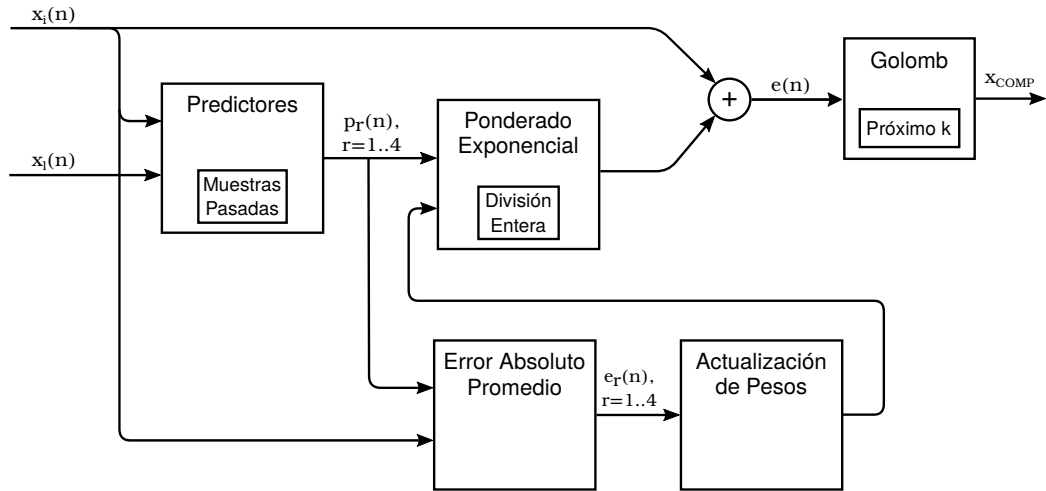 xi(n)
Predictores
Muestras
Pasadas
xl(n)
pr(n),
r=1..4
Ponderado
Exponencial
División
Entera
+
e(n)
Golomb
Próximo k
xCOMP
Error Absoluto
Promedio
er(n),
r=1..4
Actualización
de Pesos